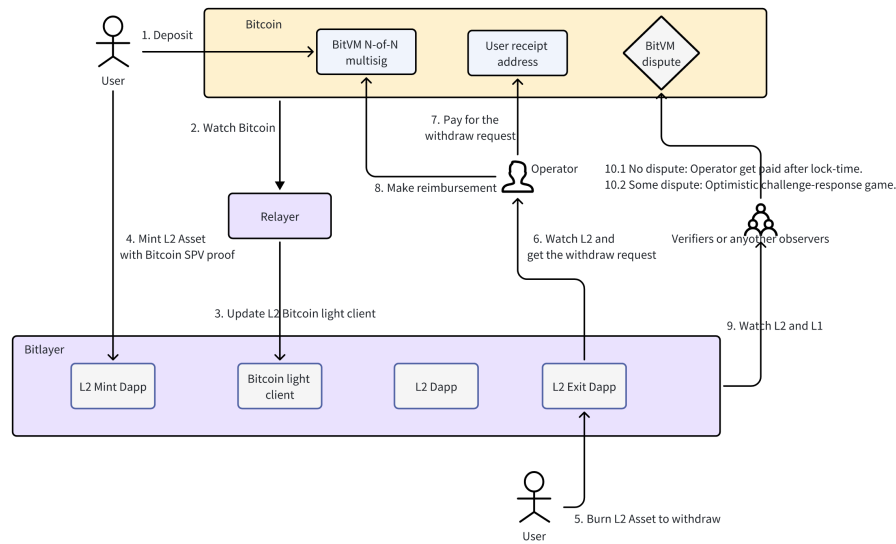 Bitcoin
1. Deposit
BitVM N-of-N
multisig
User receipt
address
BitVM
dispute
User
2. Watch Bitcoin
7. Pay for the
withdraw request
Operator
10.1 No dispute: Operator get paid after lock-time.
10.2 Some dispute: Optimistic challenge-response game.
8. Make reimbursement
Relayer
4. Mint L2 Asset
with Bitcoin SPV proof
6. Watch L2 and
get the withdraw request
Verifiers or anyother observers
3. Update L2 Bitcoin light client
9. Watch L2 and L1
Bitlayer
L2 Mint Dapp
Bitcoin light
client
L2 Dapp
L2 Exit Dapp
5. Burn L2 Asset to withdraw
User